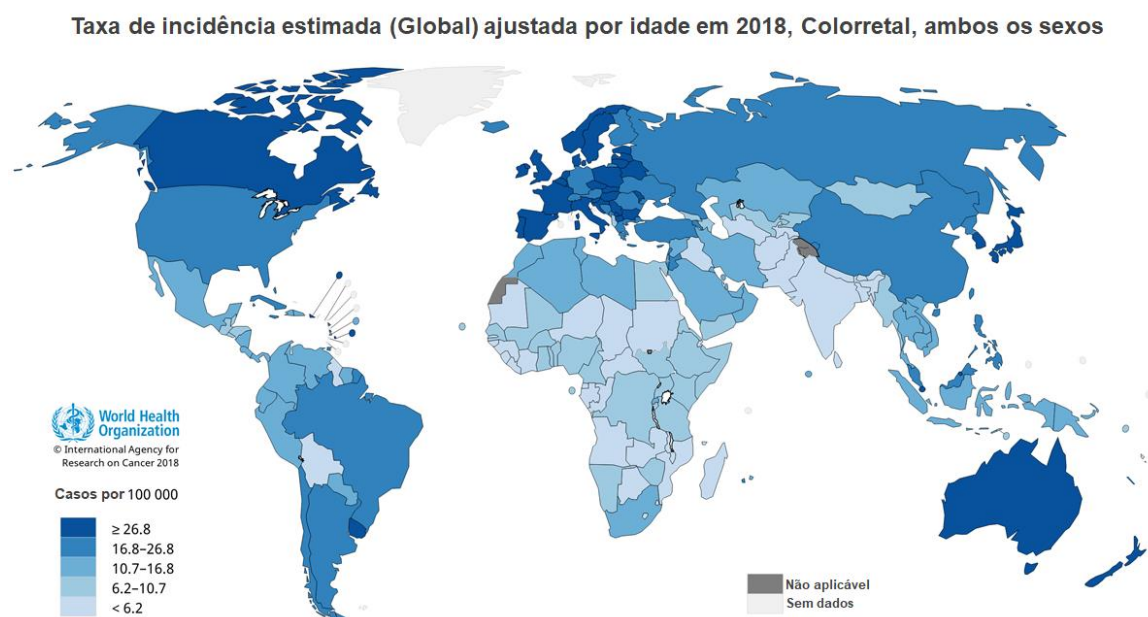 Taxa de incidência estimada (Global) ajustada por idade em 2018, Colorretal, ambos os sexos
World Health
Organization
© International Agency for
Research on Cancer 2018
Casos por 100 000
≥ 26.8
16.8–26.8
10.7–16.8
6.2–10.7
< 6.2
Não aplicável
Sem dados